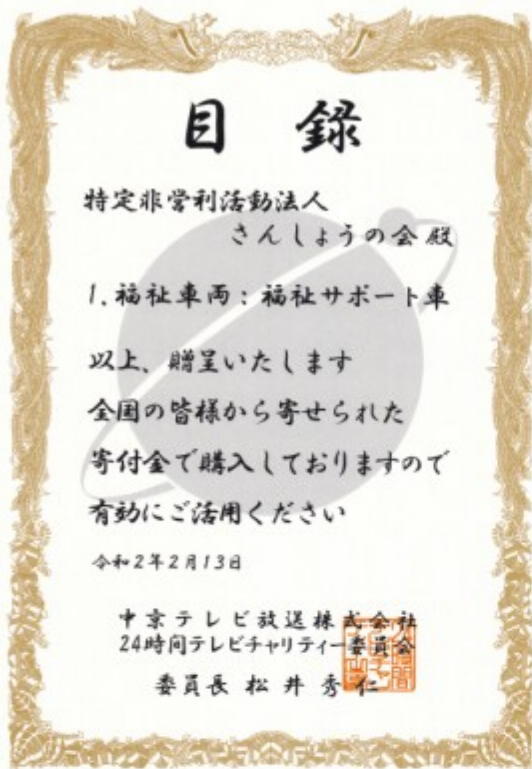 目録
特定非営利活動法人
さんしょうの会 殿
1. 福祉車両：福祉サポート車
以上、贈呈いたします
全国の皆様から寄せられた
寄付金で購入しておりますので
有効にご活用ください
令和2年2月13日
中京テレビ放送株式会社
24時間テレビチャリティー委員会
委員長 松井秀仁